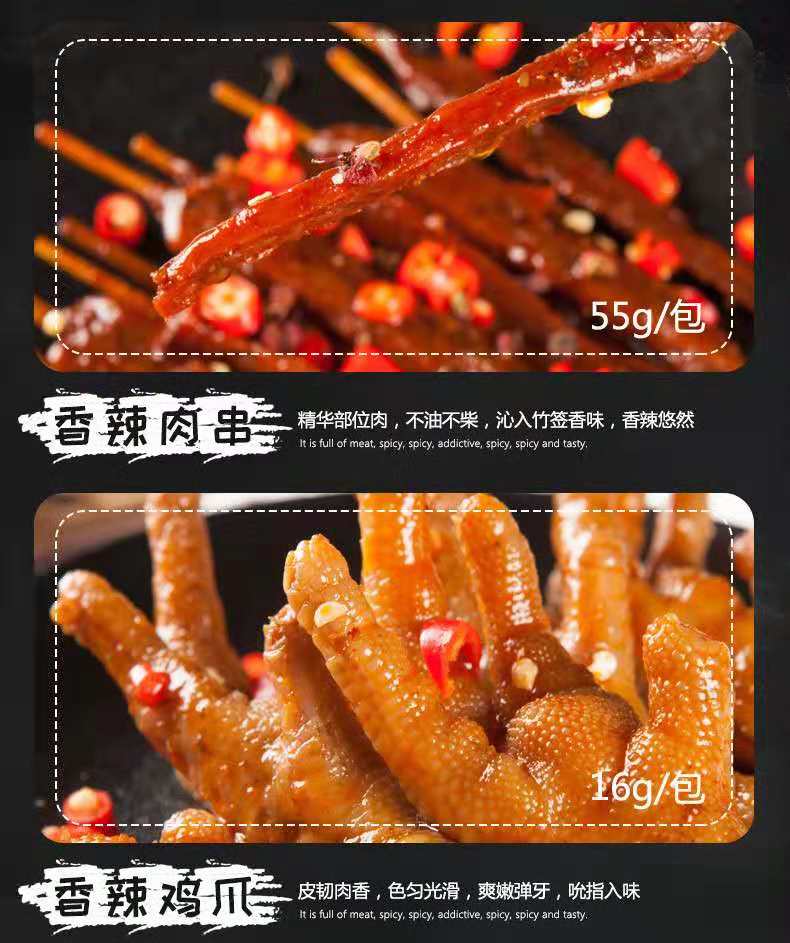 55g/包
香辣肉串
精华部位肉，不油不柴，沁入竹签香味，香辣悠然
It is full of meat, spicy, spicy, addictive, spicy, spicy and tasty.
16g/包
香辣鸡爪
皮韧肉香，色匀光滑，爽嫩弹牙，吮指入味
It is full of meat, spicy, spicy, addictive, spicy, spicy and tasty.